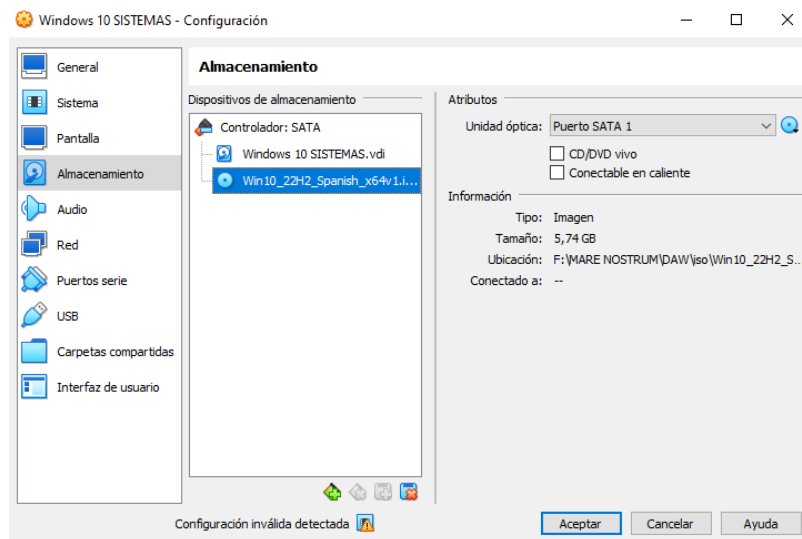 Windows 10 SISTEMAS - Configuración
General
Sistema
Pantalla
Almacenamiento
Audio
Red
Puertos serie
USB
Carpetas compartidas
Interfaz de usuario
Almacenamiento
Dispositivos de almacenamiento
Controlador: SATA
Windows 10 SISTEMAS.vdi
Win10_22H2_Spanish_x64v1.i...
Atributos
Unidad óptica: Puerto SATA 1
CD/DVD vivo
Conectable en caliente
Información
Tipo: Imagen
Tamaño: 5,74 GB
Ubicación: F:\MARE NOSTRUM\DAW\iso\Win10_22H2_S...
Conectado a: --
Configuración inválida detectada
Aceptar Cancelar Ayuda